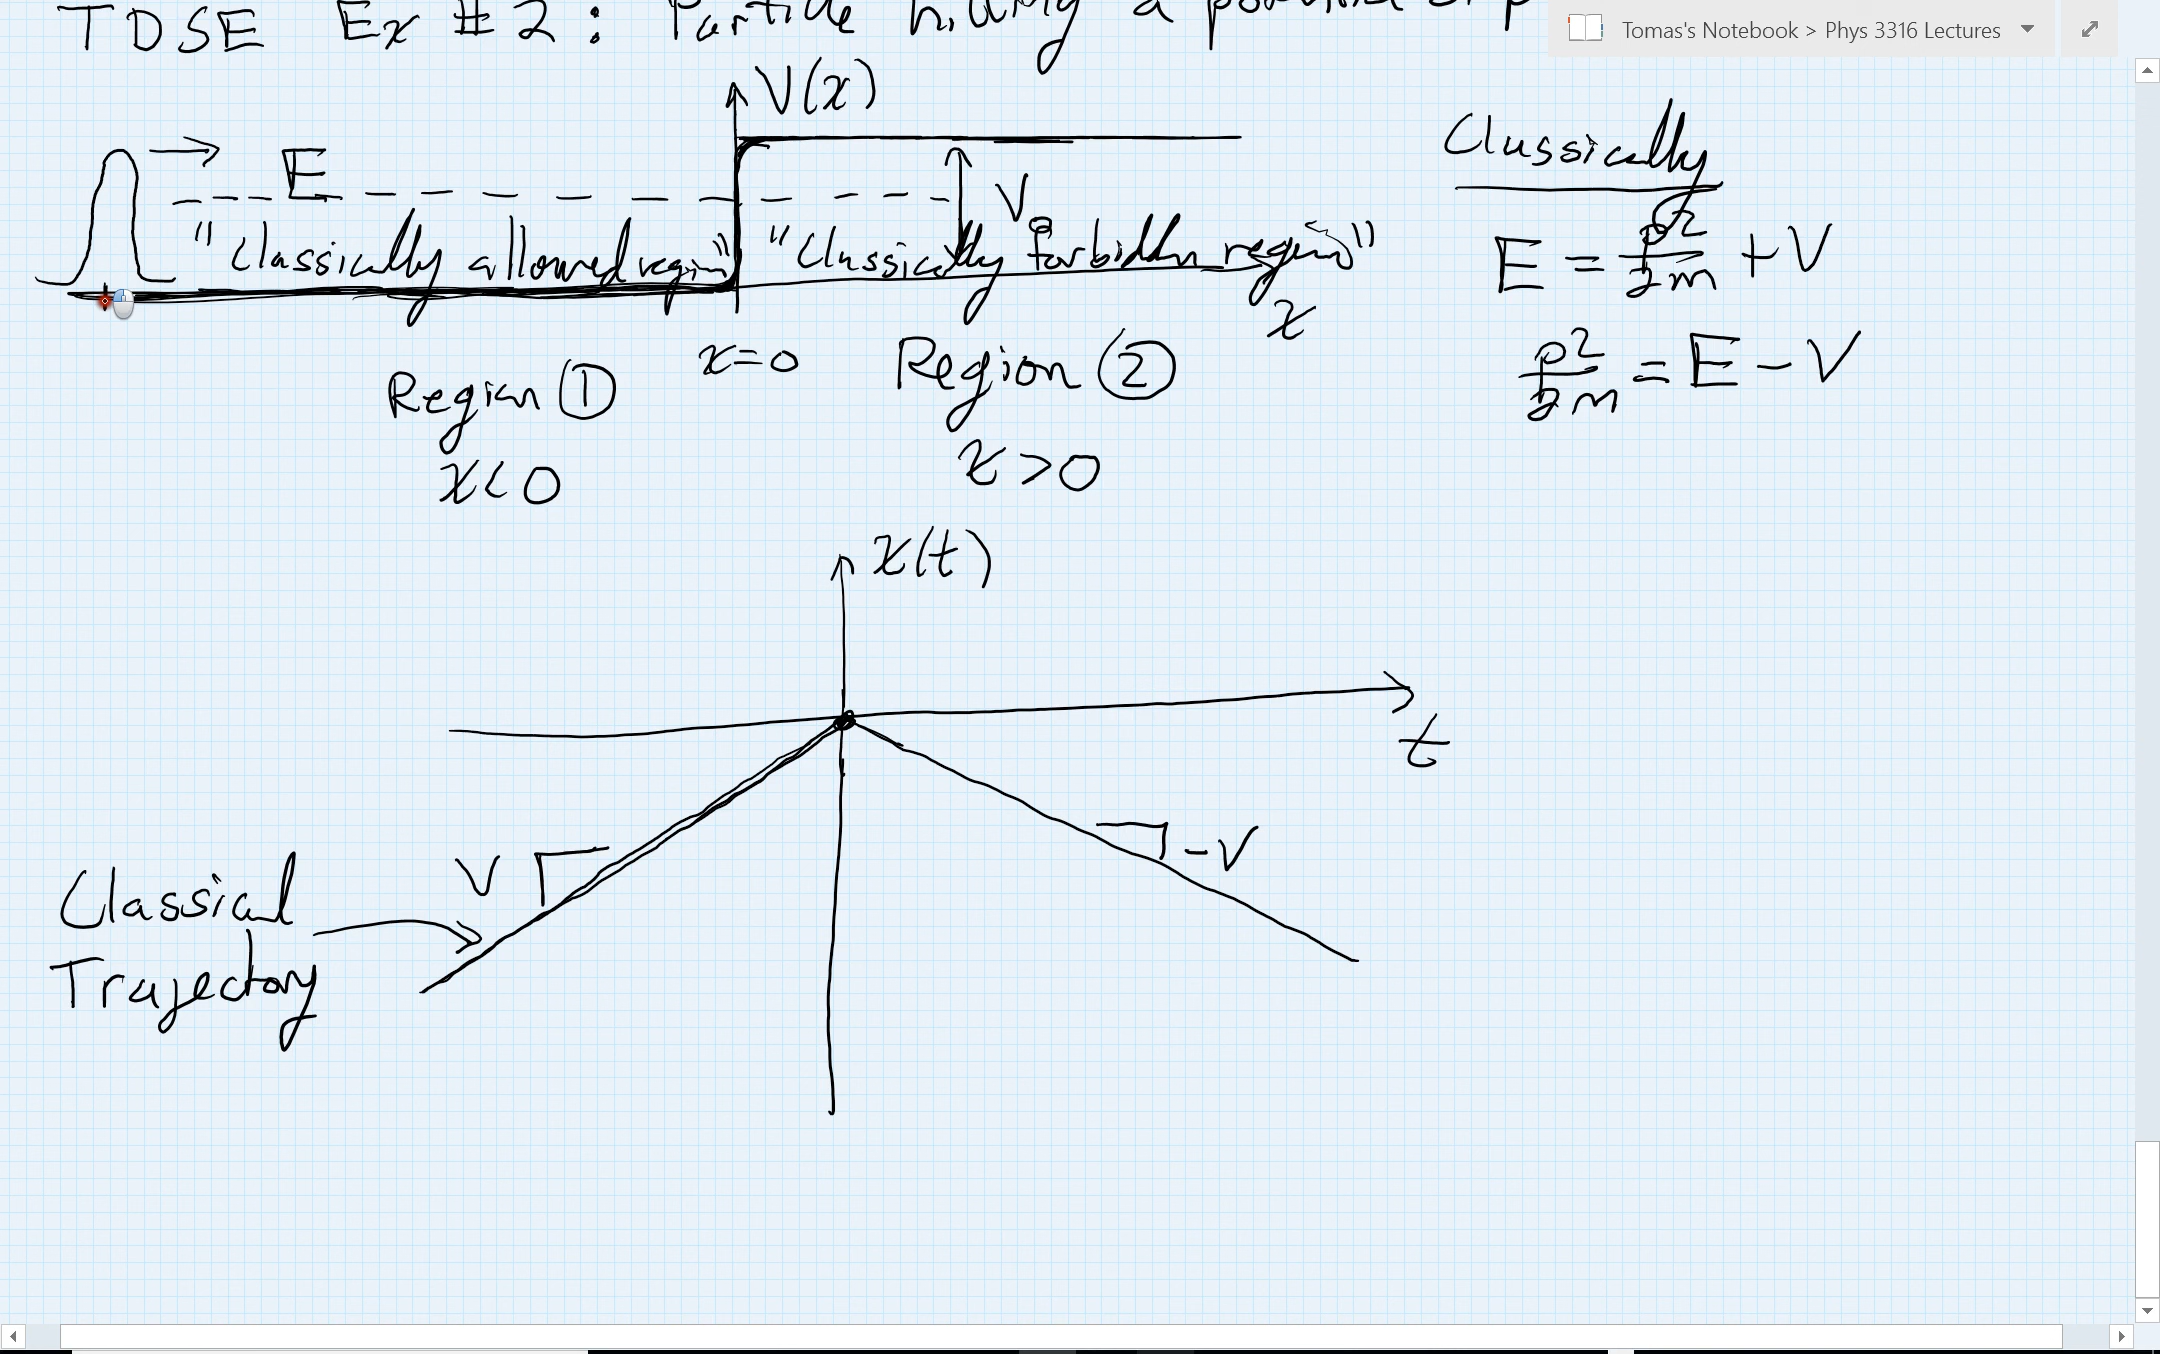 TDSE Ex #2: Particle hitting a potential
Tomas's Notebook > Phys 3316 Lectures
V(x)
E
V₀
"Classically allowed region" "Classically forbidden region"
x
x=0
Region ①
x<0
Region ②
x>0
Classically
E = p²/2m + V
p²/2m = E - V
x(t)
t
V
-V
Classical
Trajectory